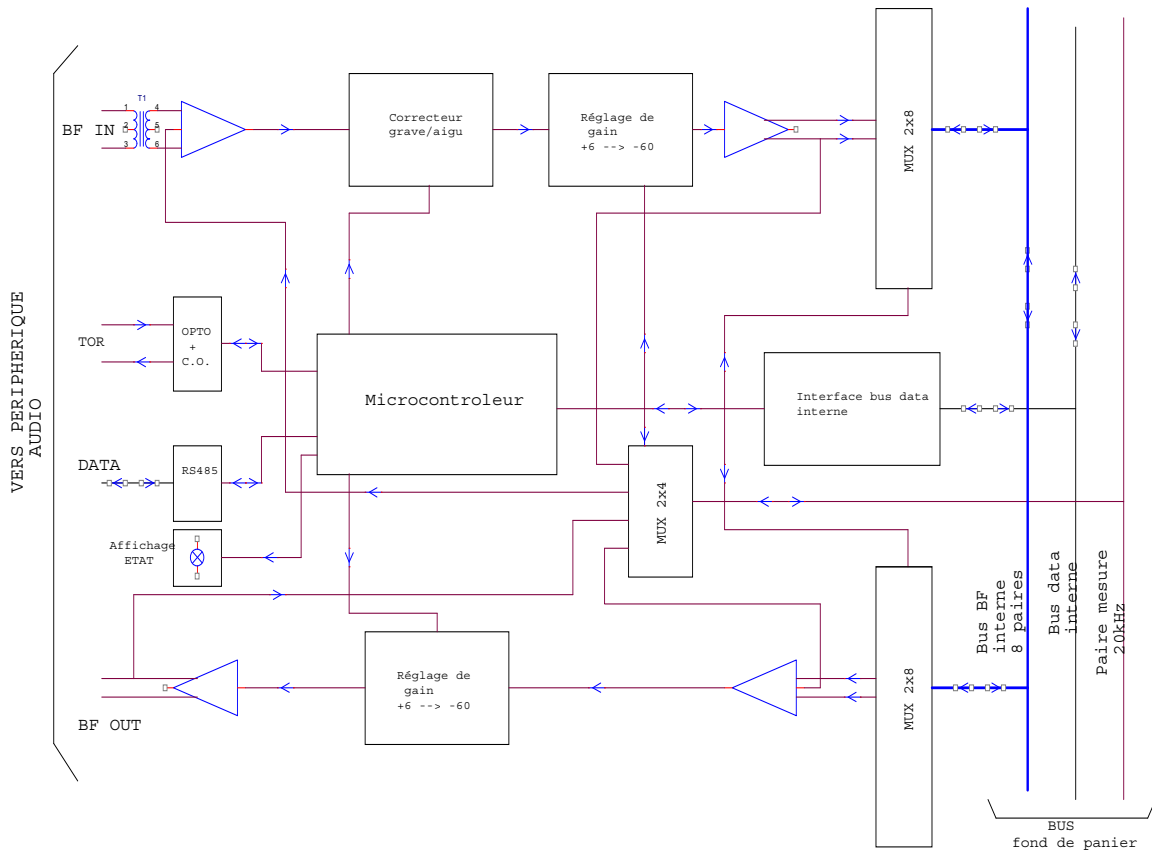 T1
1
2
3
4
5
6
BF IN
Correcteur
grave/aigu
Réglage de
gain
+6 --> -60
MUX 2x8
VERS PERIPHERIQUE
AUDIO
TOR
OPTO
+
C.O.
Microcontroleur
Interface bus data
interne
DATA
RS485
MUX 2x4
Affichage
ETAT
Réglage de
gain
+6 --> -60
BF OUT
MUX 2x8
Bus BF
interne
8 paires
Bus data
interne
Paire mesure
20kHz
BUS
fond de panier